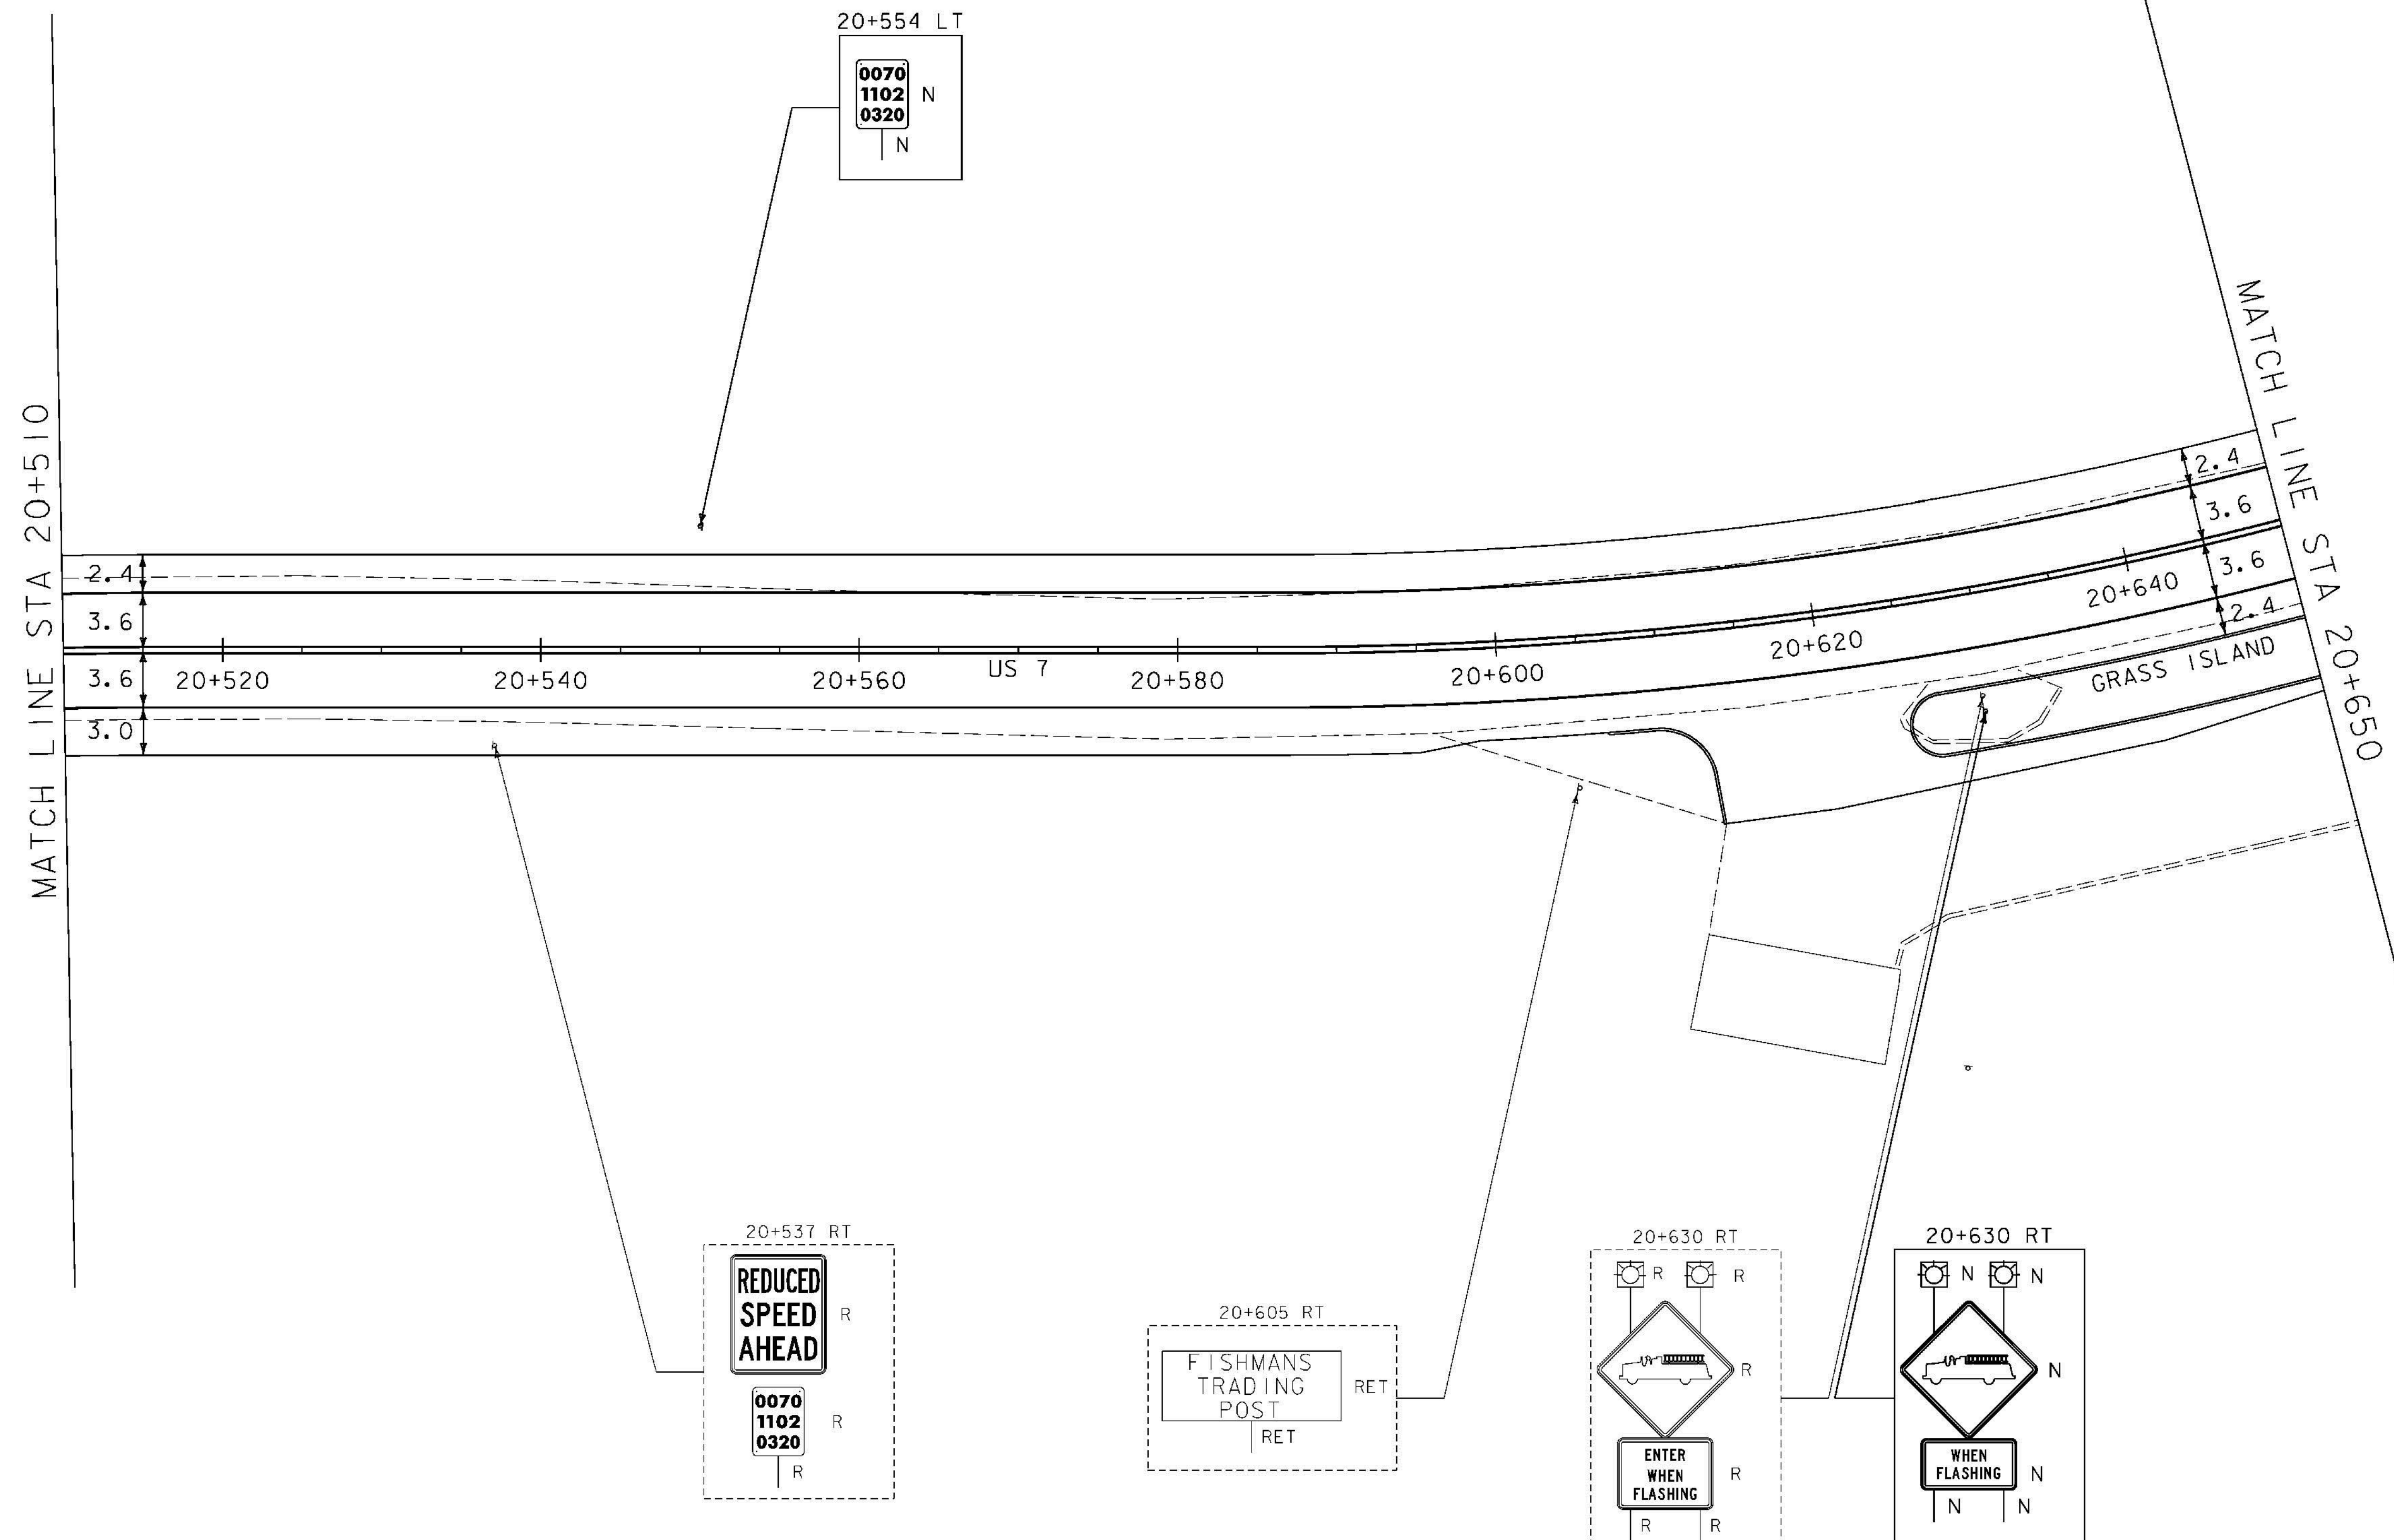 20+554 LT
0070
1102
0320
N
N
MATCH LINE STA 20+510
MATCH LINE STA 20+650
2.4
3.6
3.6
3.0
2.4
3.6
3.6
2.4
20+520
20+540
20+560
US 7
20+580
20+600
20+620
20+640
GRASS ISLAND
20+537 RT
REDUCED
SPEED
AHEAD
R
0070
1102
0320
R
R
20+605 RT
FISHMANS
TRADING
POST
RET
RET
20+630 RT
R
R
R
ENTER
WHEN
FLASHING
R
R
R
20+630 RT
N
N
N
WHEN
FLASHING
N
N
N